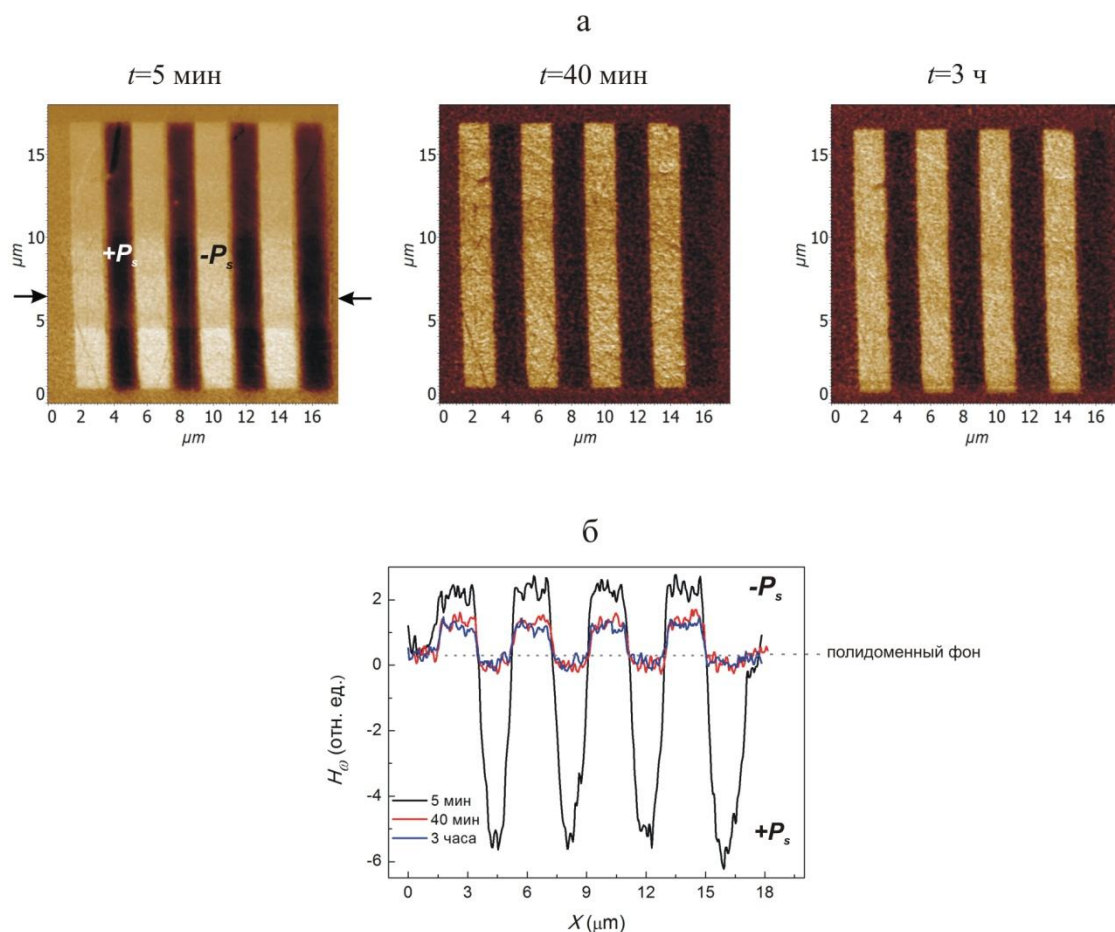 а
t=5 мин
t=40 мин
t=3 ч
15
10
5
0
μm
+Ps
-Ps
2 4 6 8 10 12 14 16
μm
15
10
5
0
μm
2 4 6 8 10 12 14 16
μm
15
10
5
0
μm
2 4 6 8 10 12 14 16
μm
б
2
0
-2
-4
-6
Hω (отн. ед.)
-Ps
полидоменный фон
5 мин
40 мин
3 часа
+Ps
0 3 6 9 12 15 18
X (μm)